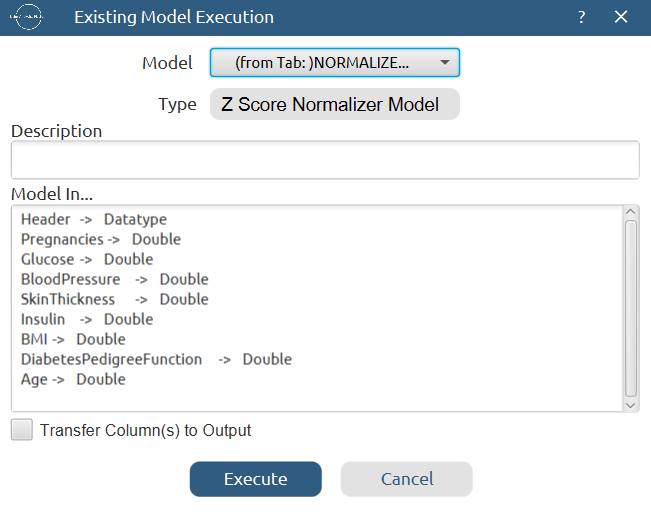 Existing Model Execution ?
Model (from Tab: )NORMALIZE...
Type Z Score Normalizer Model
Description
Model In...
Header -> Datatype
Pregnancies -> Double
Glucose -> Double
BloodPressure -> Double
SkinThickness -> Double
Insulin -> Double
BMI -> Double
DiabetesPedigreeFunction -> Double
Age -> Double
Transfer Column(s) to Output
Execute Cancel